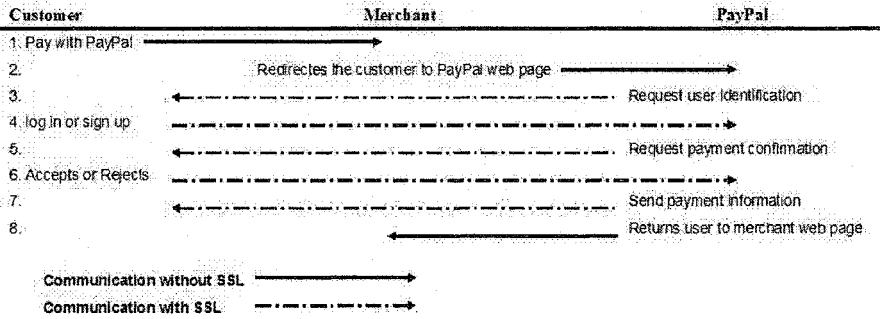 Customer Merchant PayPal
1. Pay with PayPal
2. Redirectes the customer to PayPal web page
3. Request user Identification
4. log in or sign up
5. Request payment confirmation
6. Accepts or Rejects
7. Send payment information
8. Returns user to merchant web page
Communication without SSL
Communication with SSL